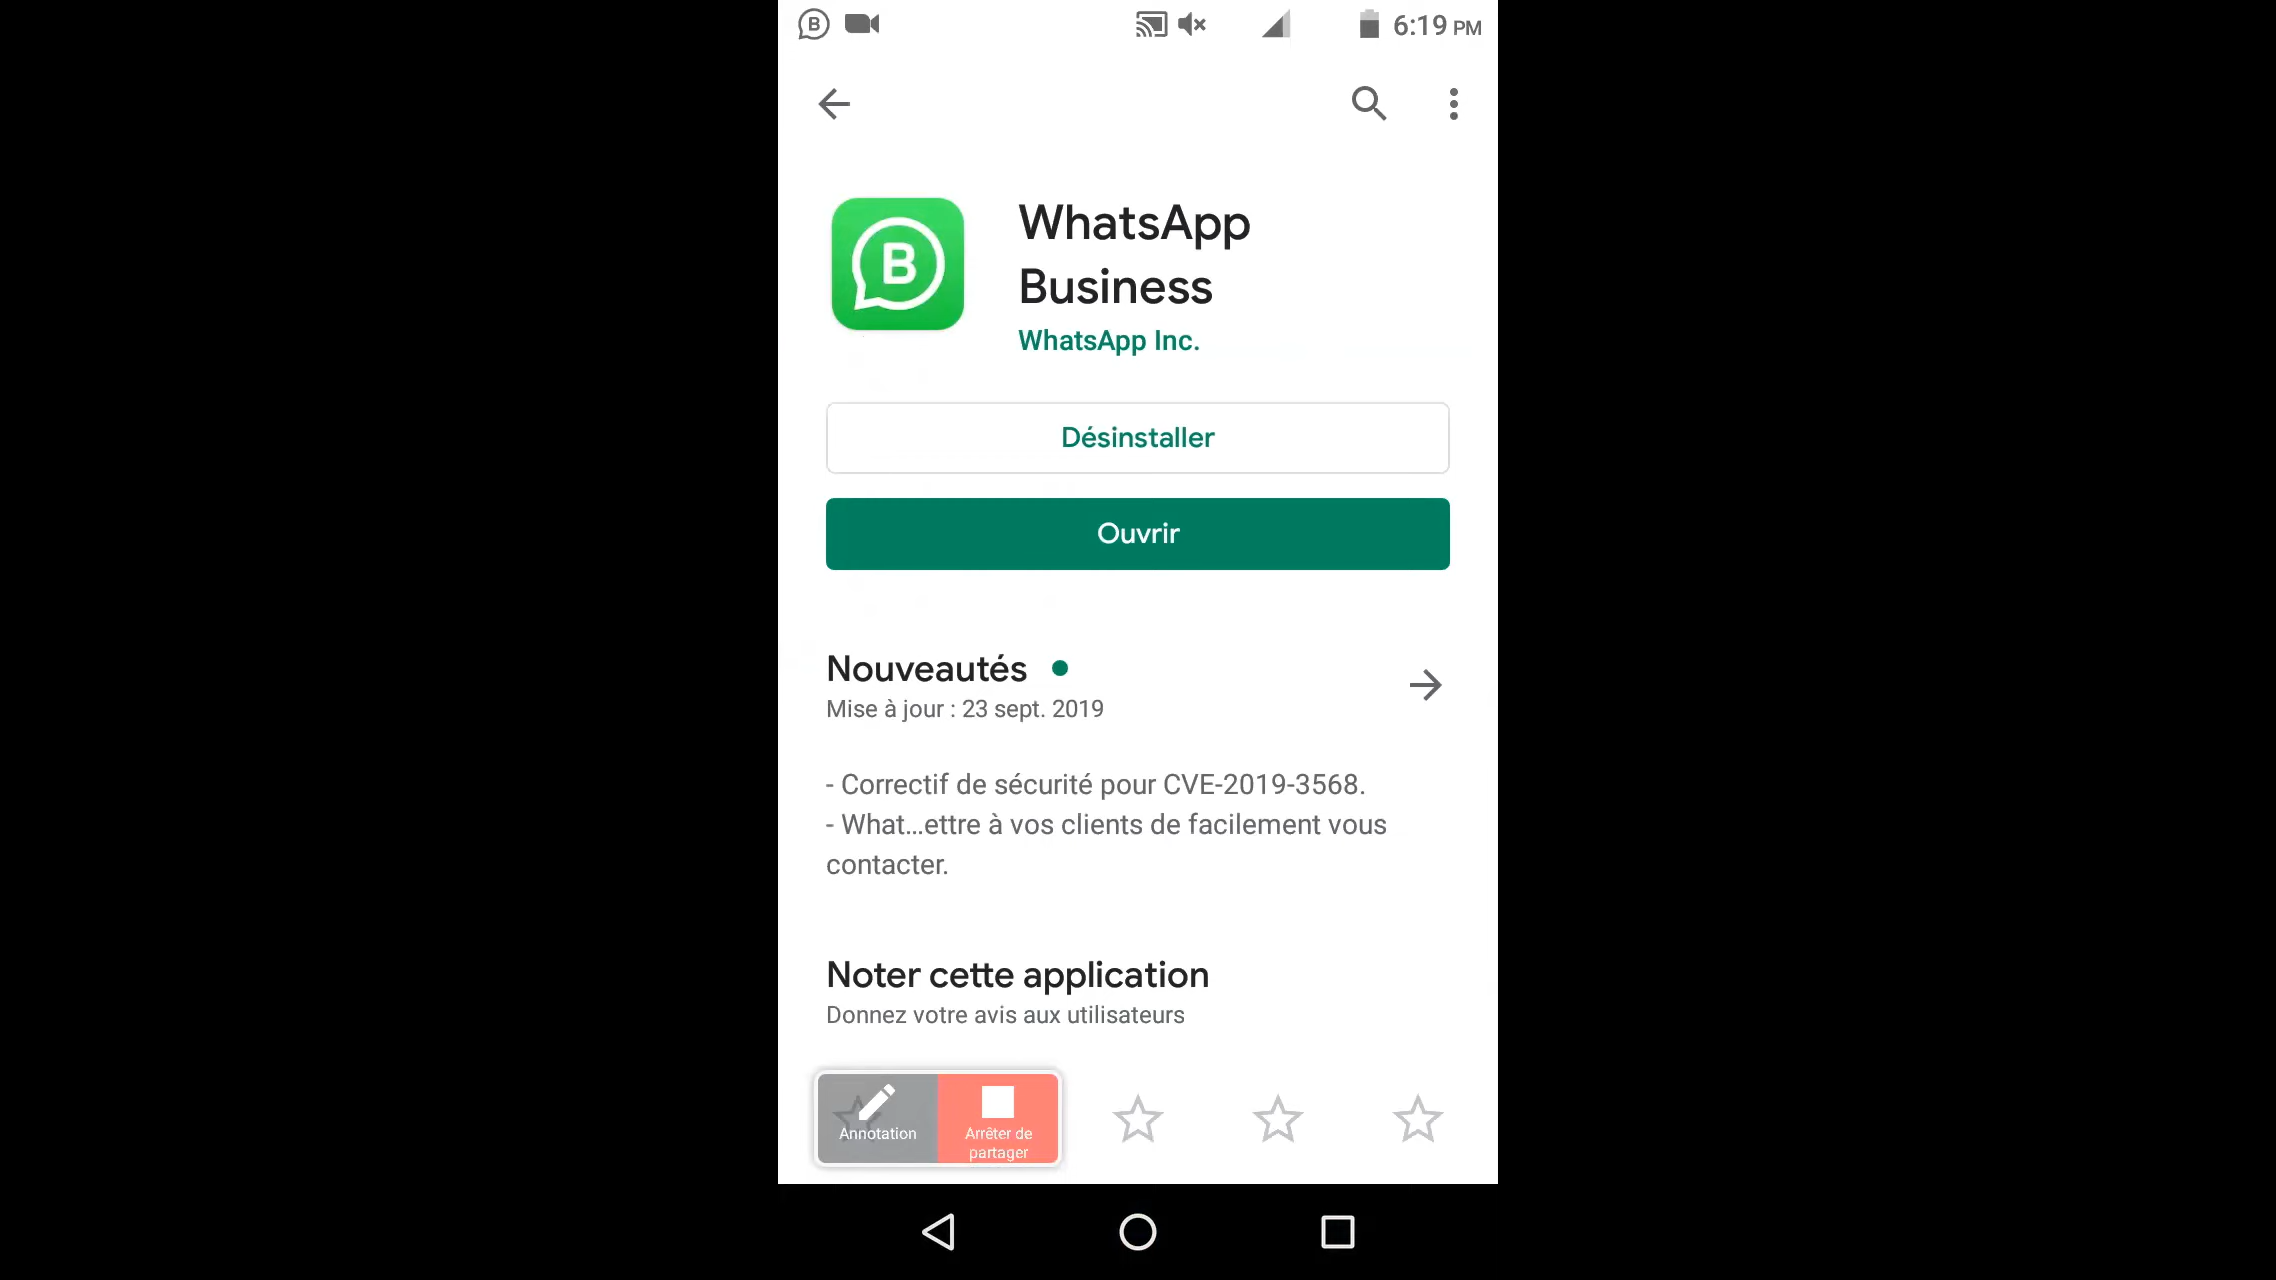 6:19 PM
B
WhatsApp
Business
WhatsApp Inc.
Désinstaller
Ouvrir
Nouveautés
Mise à jour : 23 sept. 2019
- Correctif de sécurité pour CVE-2019-3568.
- What...ettre à vos clients de facilement vous
contacter.
Noter cette application
Donnez votre avis aux utilisateurs
Annotation
Arrêter de
partager